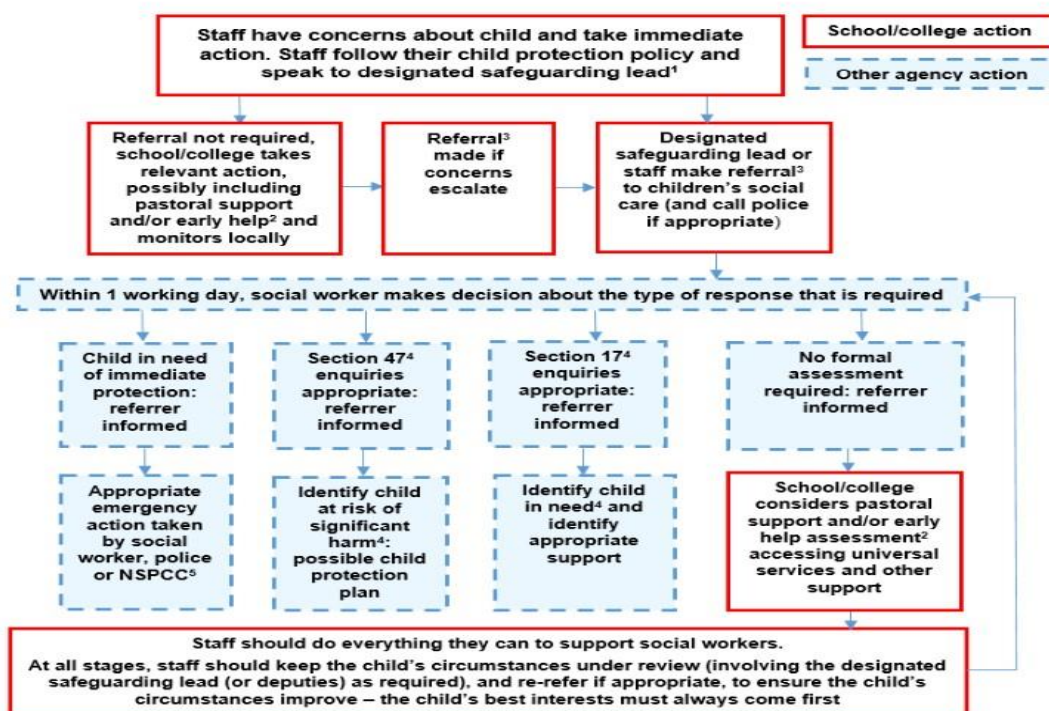 Staff have concerns about child and take immediate
action. Staff follow their child protection policy and
speak to designated safeguarding lead¹
School/college action
Other agency action
Referral not required,
school/college takes
relevant action,
possibly including
pastoral support
and/or early help² and
monitors locally
Referral³
made if
concerns
escalate
Designated
safeguarding lead or
staff make referral³
to children's social
care (and call police
if appropriate)
Within 1 working day, social worker makes decision about the type of response that is required
Child in need
of immediate
protection:
referrer
informed
Section 47⁴
enquiries
appropriate:
referrer
informed
Section 17⁴
enquiries
appropriate:
referrer
informed
No formal
assessment
required: referrer
informed
Appropriate
emergency
action taken
by social
worker, police
or NSPCC⁵
Identify child
at risk of
significant
harm⁴:
possible child
protection
plan
Identify child
in need⁴ and
identify
appropriate
support
School/college
considers pastoral
support and/or early
help assessment²
accessing universal
services and other
support
Staff should do everything they can to support social workers.
At all stages, staff should keep the child's circumstances under review (involving the designated
safeguarding lead (or deputies) as required), and re-refer if appropriate, to ensure the child's
circumstances improve – the child's best interests must always come first